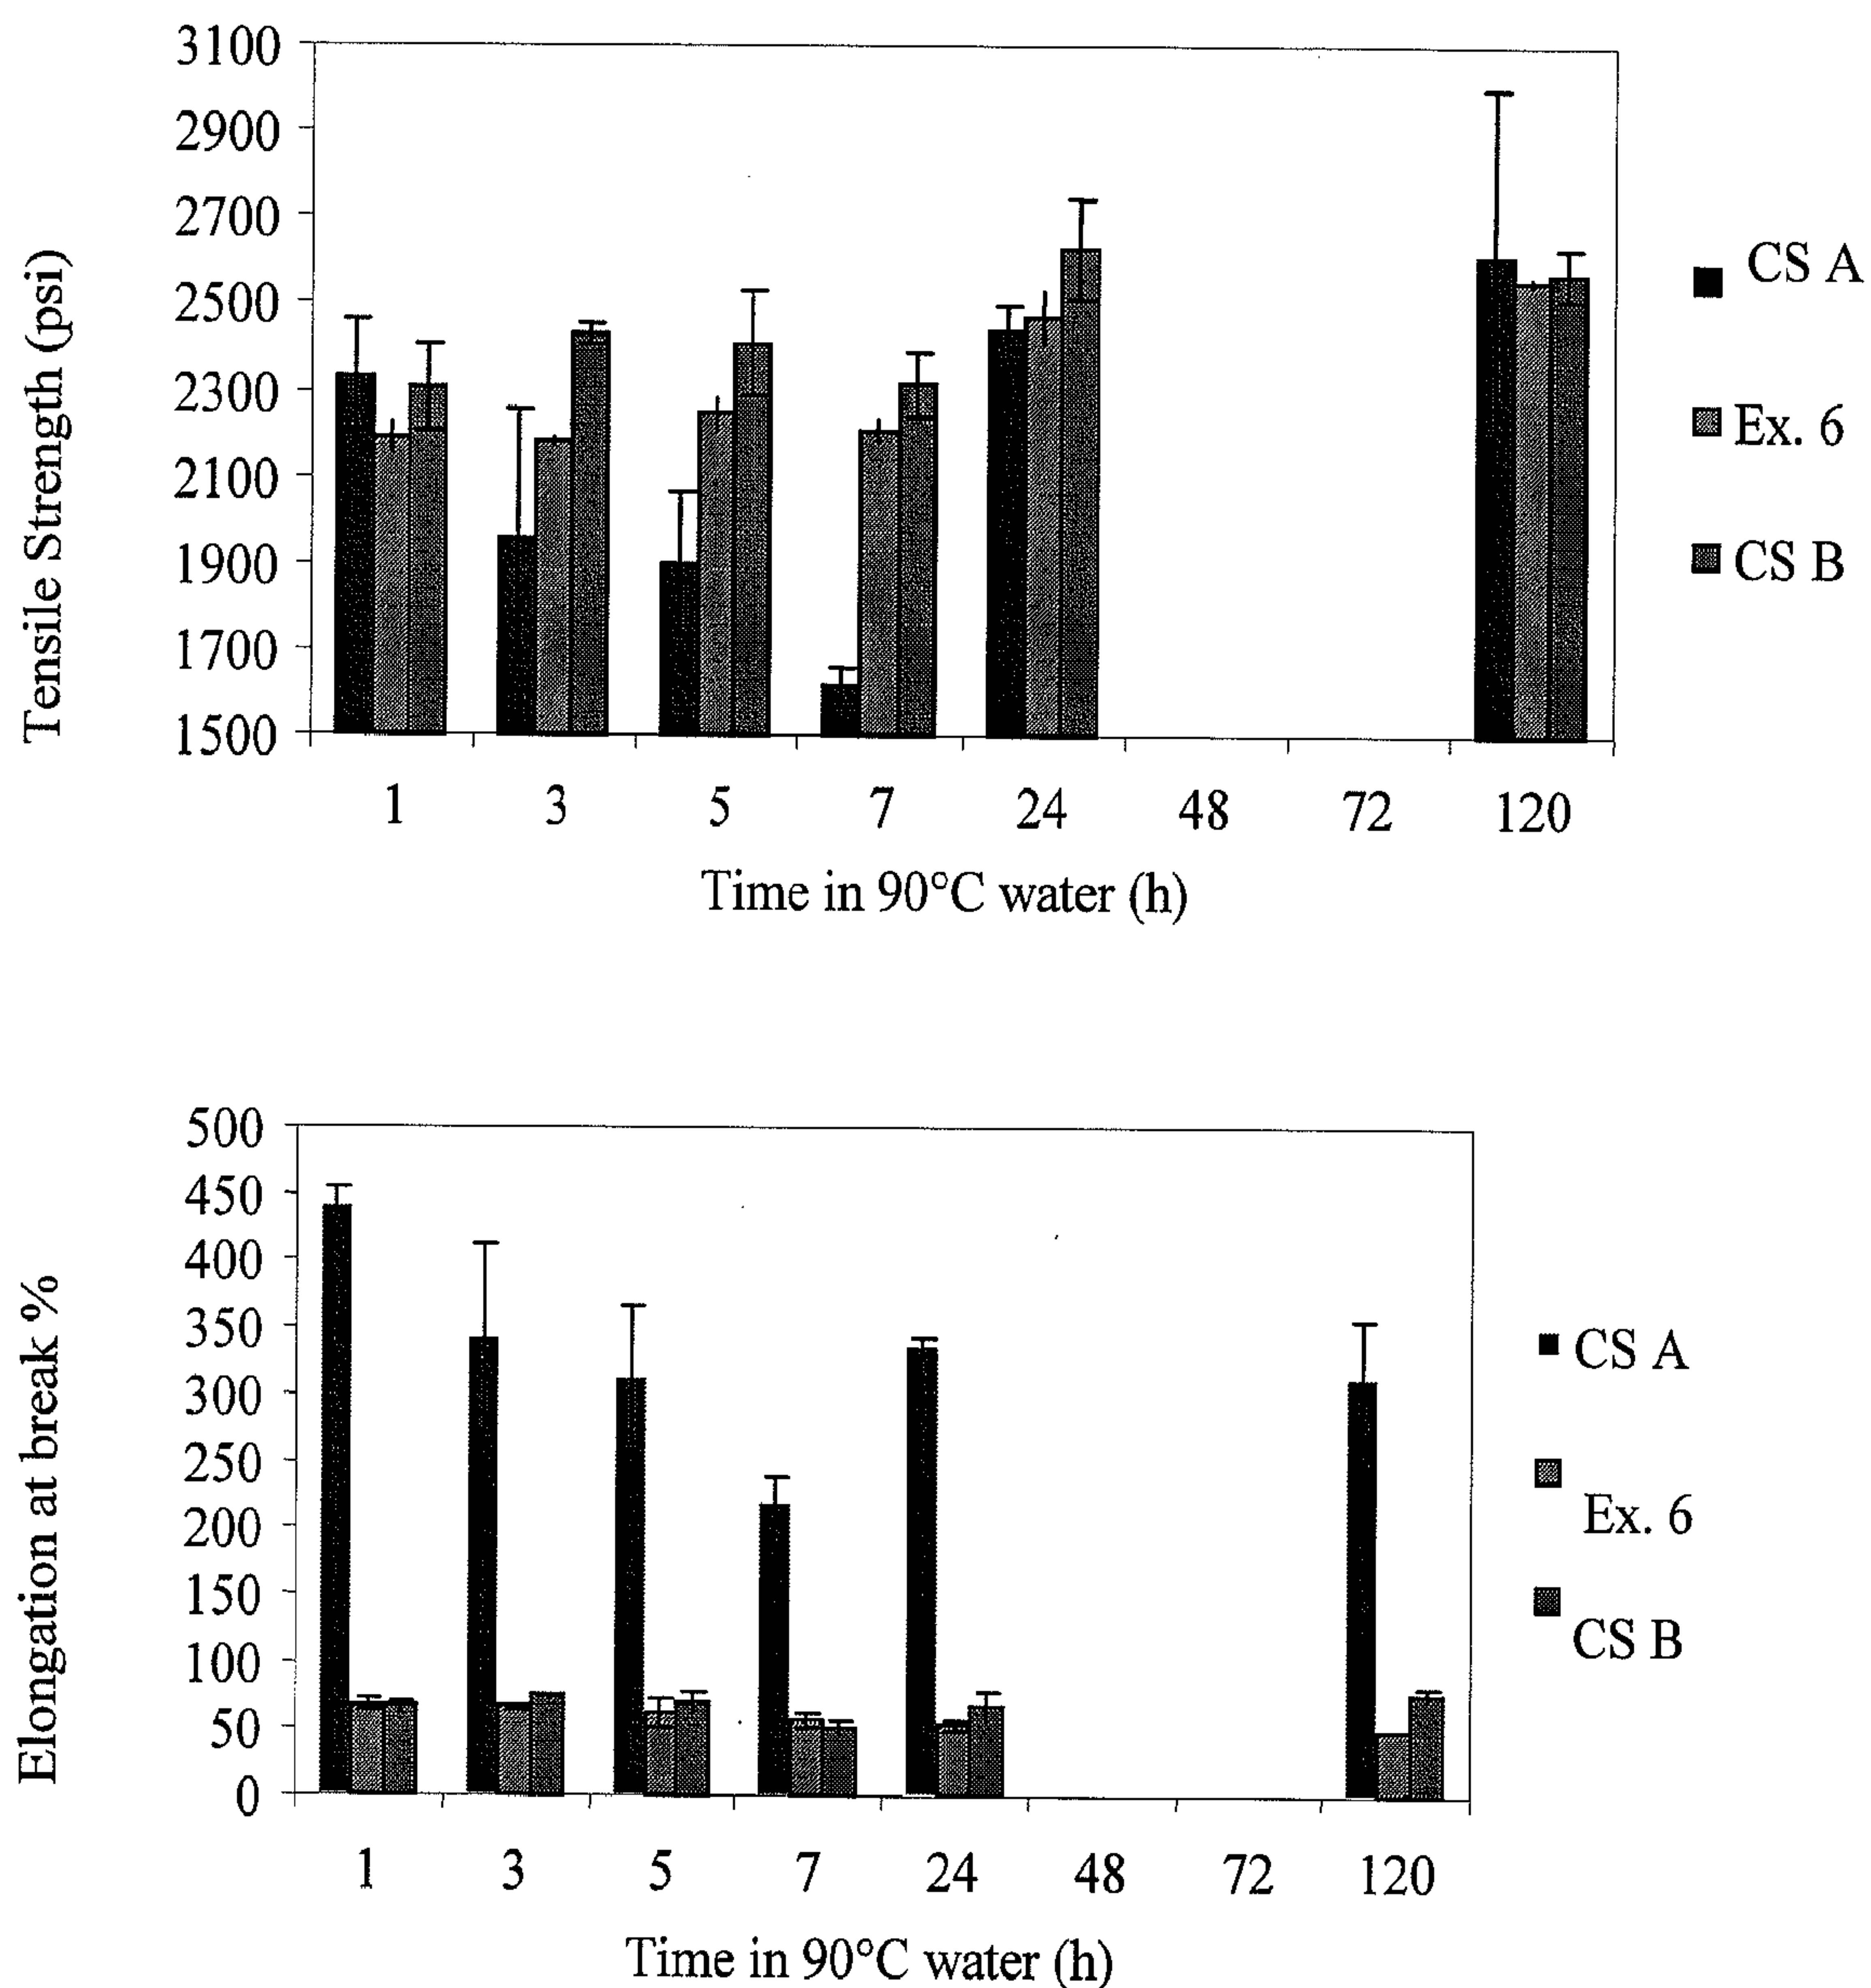 3100
2900
2700
2500
2300
2100
1900
1700
1500
Tensile Strength (psi)
1 3 5 7 24 48 72 120
Time in 90°C water (h)
CS A
Ex. 6
CS B
500
450
400
350
300
250
200
150
100
50
0
Elongation at break %
1 3 5 7 24 48 72 120
Time in 90°C water (h)
CS A
Ex. 6
CS B